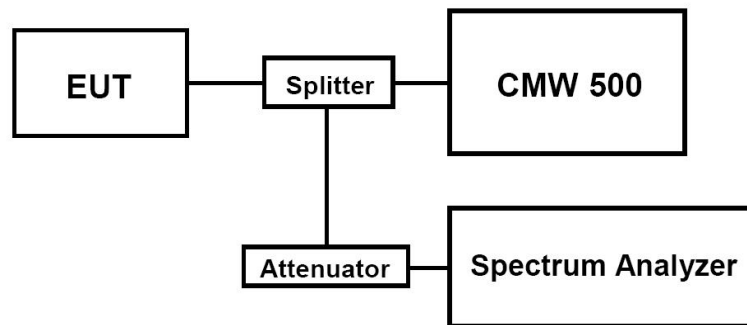 EUT
Splitter
CMW 500
Attenuator
Spectrum Analyzer